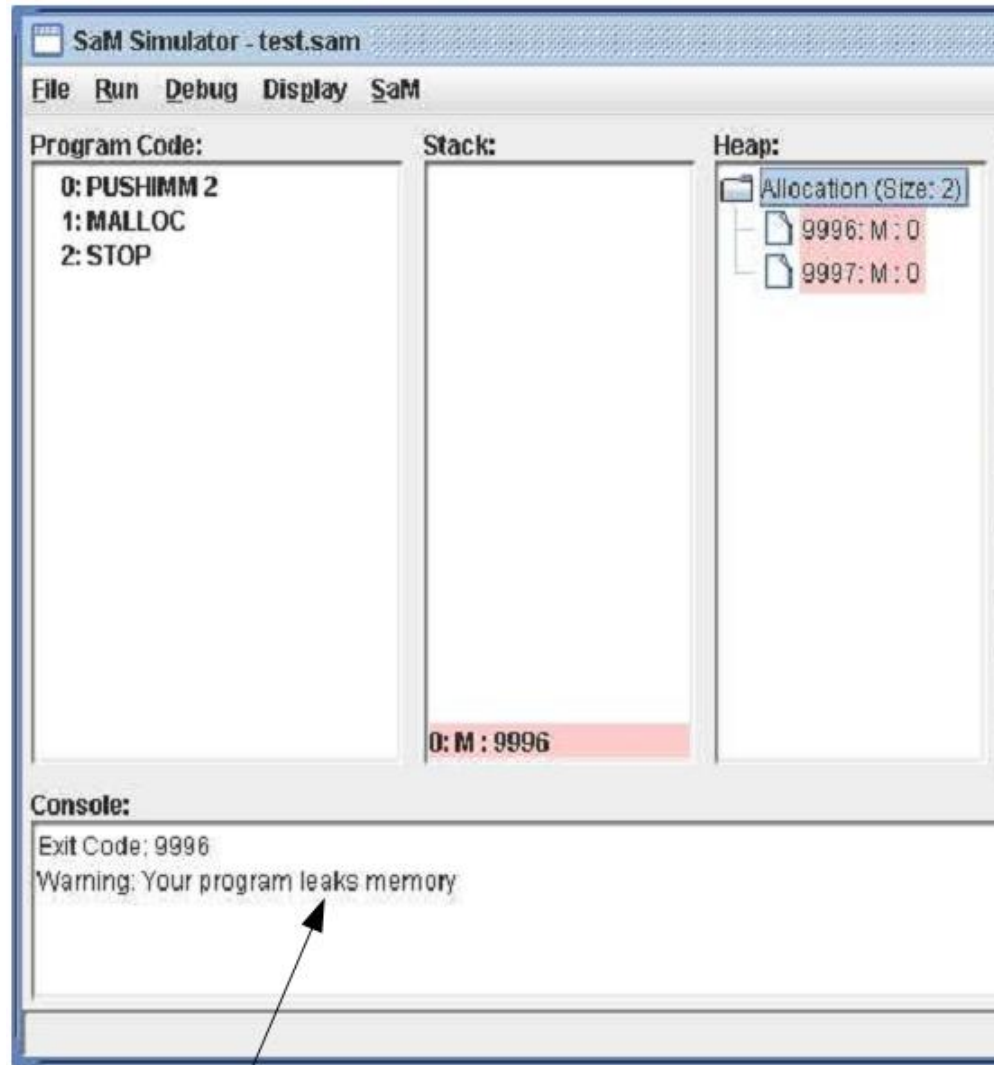 SaM Simulator - test.sam
File Run Debug Display SaM
Program Code:
0: PUSHIMM 2
1: MALLOC
2: STOP
Stack:
0: M : 9996
Heap:
Allocation (Size: 2)
9996: M : 0
9997: M : 0
Console:
Exit Code: 9996
Warning: Your program leaks memory